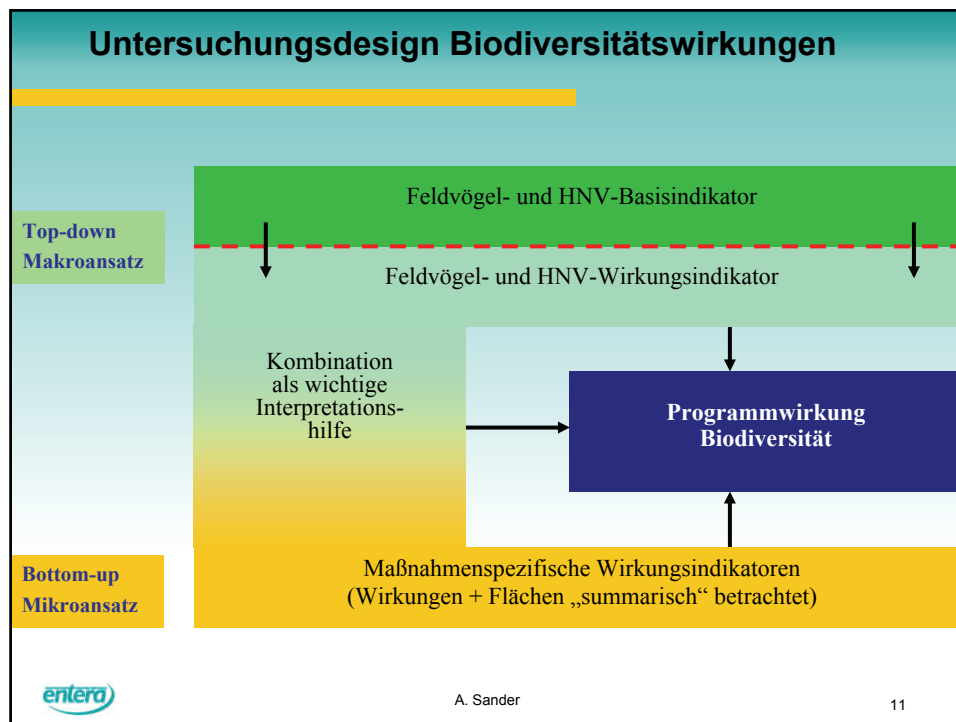 Untersuchungsdesign Biodiversitätswirkungen
Feldvögel- und HNV-Basisindikator
Top-down
Makroansatz
Feldvögel- und HNV-Wirkungsindikator
Kombination
als wichtige
Interpretations-
hilfe
Programmwirkung
Biodiversität
Bottom-up
Mikroansatz
Maßnahmenspezifische Wirkungsindikatoren
(Wirkungen + Flächen „summarisch“ betrachtet)
entera
A. Sander
11